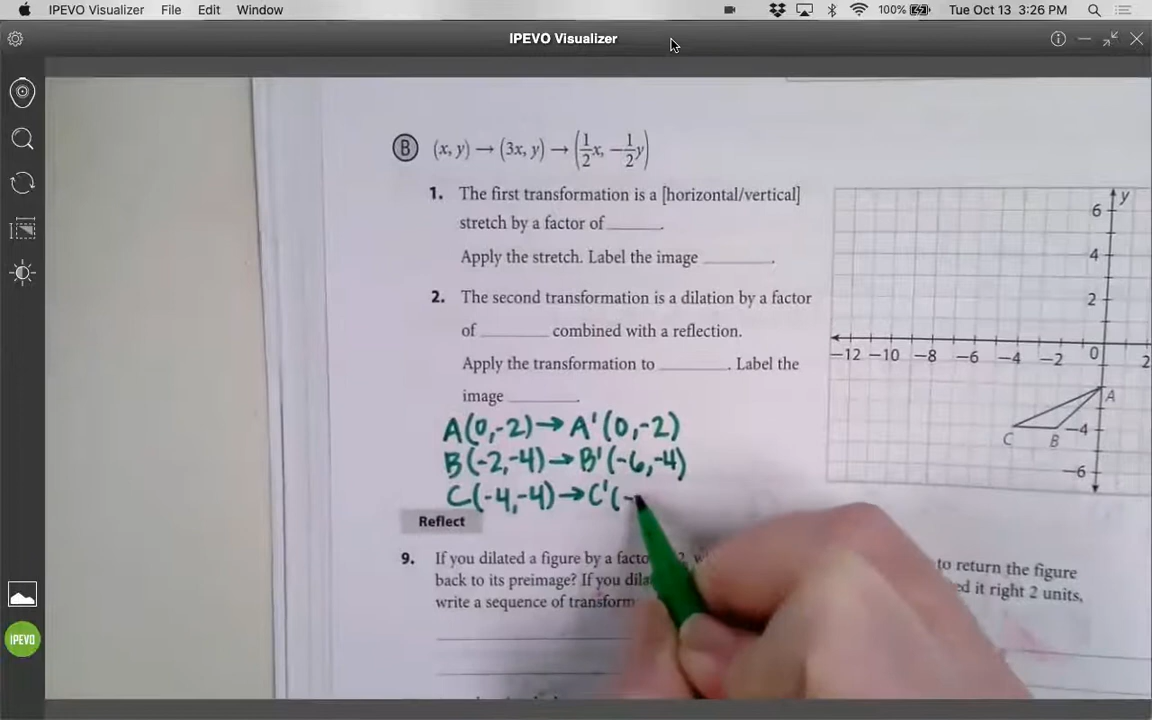 IPEVO Visualizer File Edit Window 100% Tue Oct 13 3:26 PM
IPEVO Visualizer
B (x, y) → (3x, y) → (1/2 x, −1/2 y)
1. The first transformation is a [horizontal/vertical]
stretch by a factor of ______.
Apply the stretch. Label the image ______.
2. The second transformation is a dilation by a factor
of ______ combined with a reflection.
Apply the transformation to ______. Label the
image ______.
A(0,-2)→A'(0,-2)
B(-2,-4)→B'(-6,-4)
C(-4,-4)→C'(-
y
6
4
2
-12 -10 -8 -6 -4 -2 0 2
A
C B -4
-6
Reflect
9. If you dilated a figure by a facto 2, to return the figure
back to its preimage? If you dila ed it right 2 units,
write a sequence of transform
IPEVO